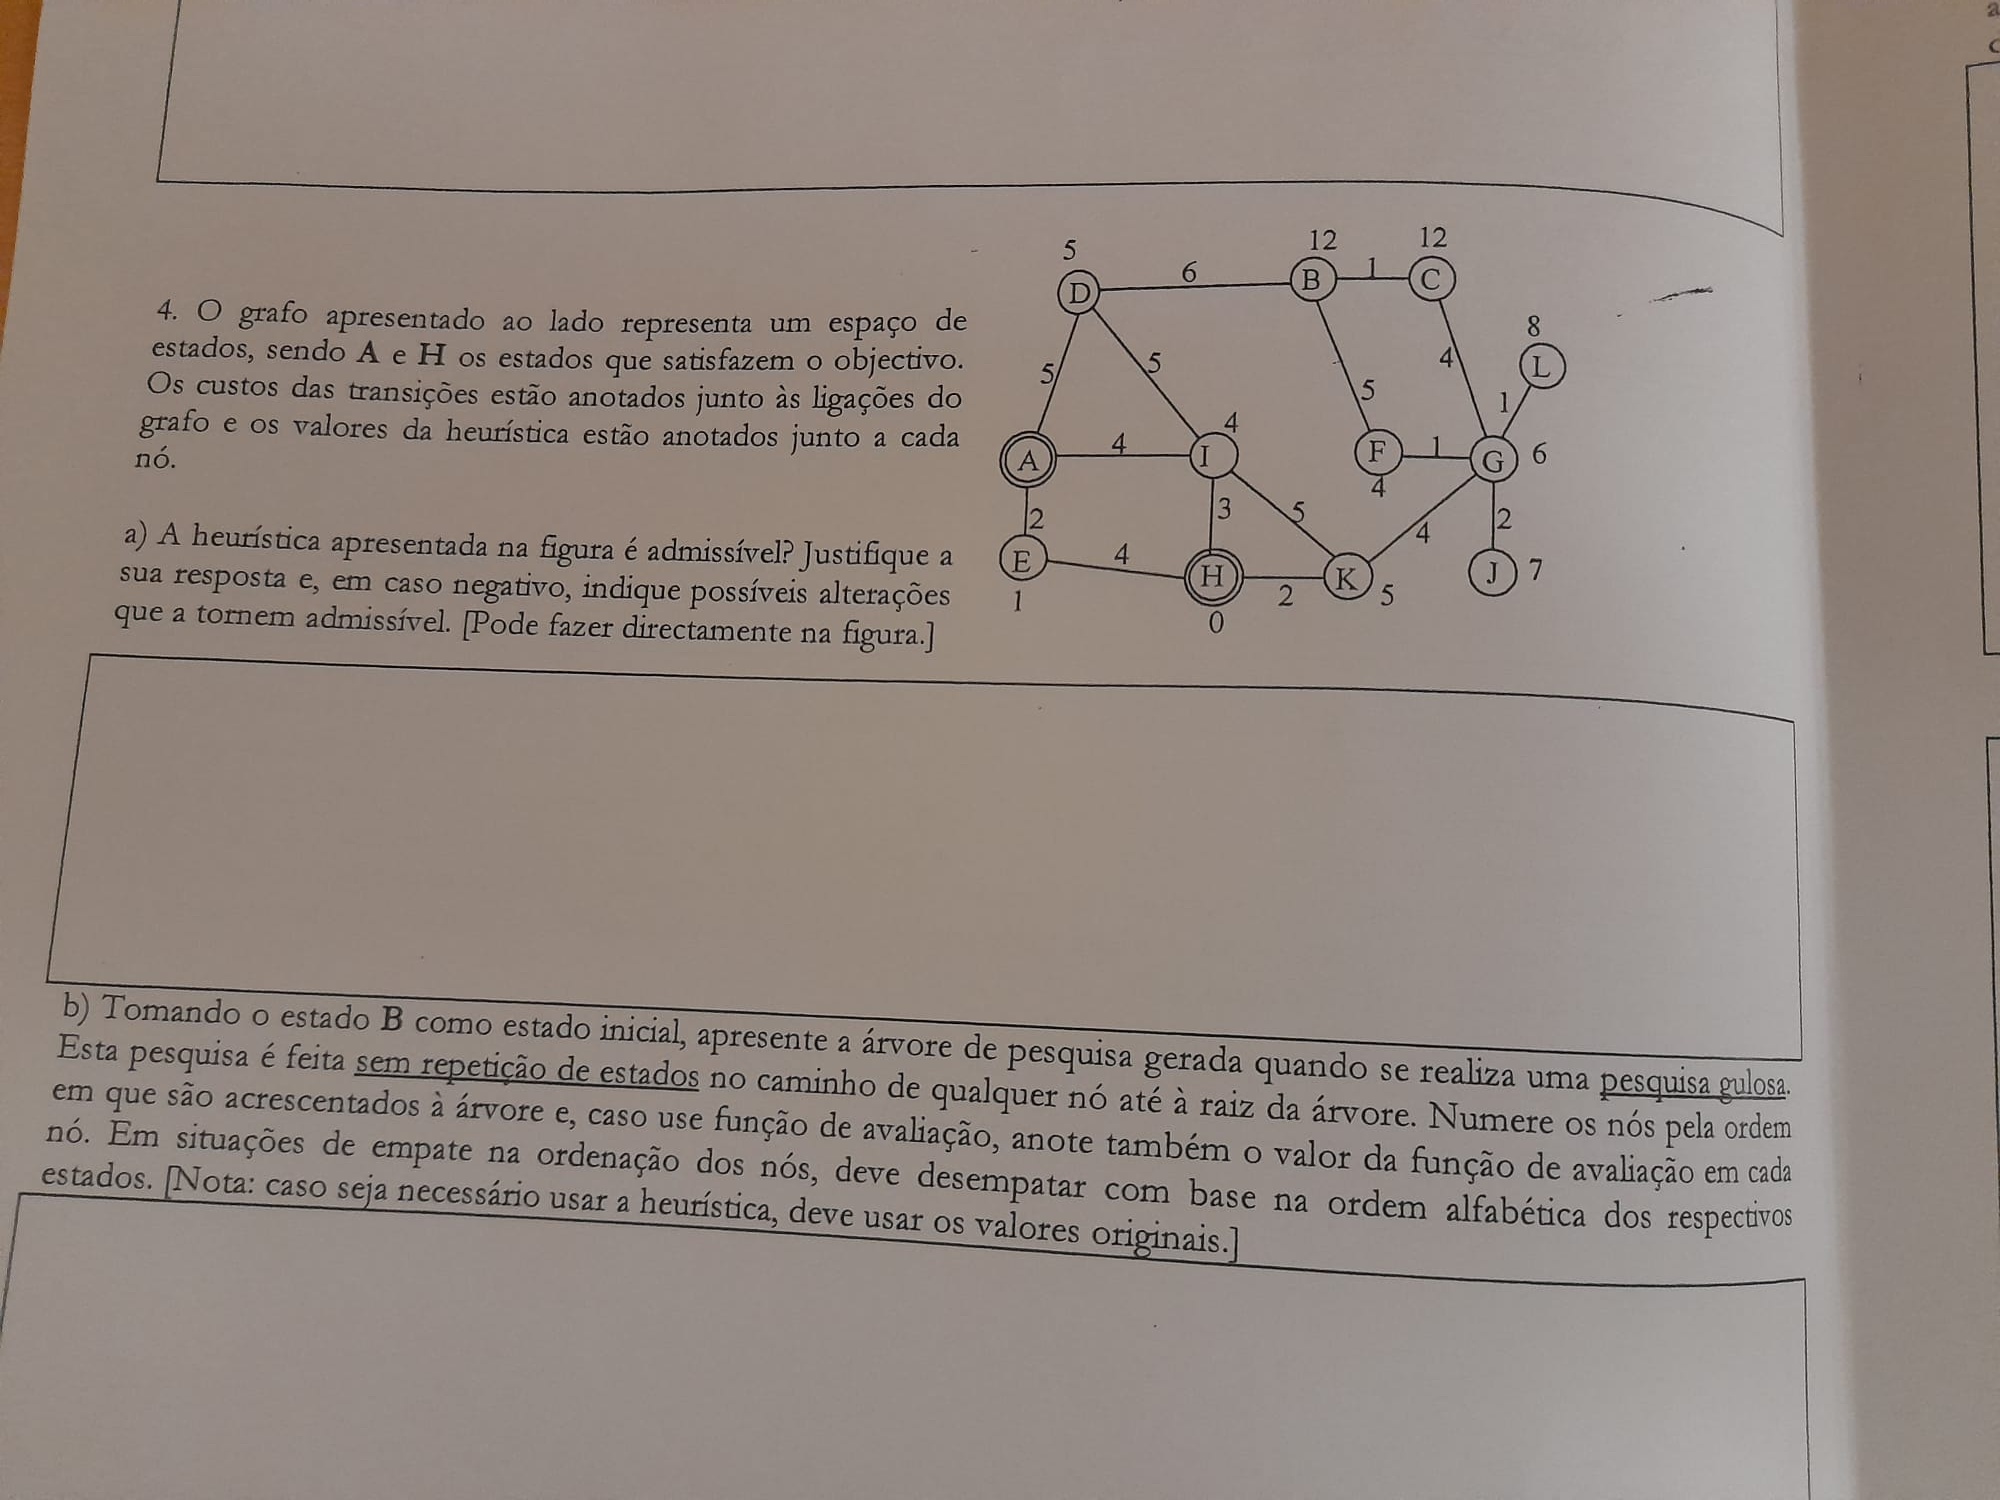 4. O grafo apresentado ao lado representa um espaço de
estados, sendo A e H os estados que satisfazem o objectivo.
Os custos das transições estão anotados junto às ligações do
grafo e os valores da heurística estão anotados junto a cada
nó.
a) A heurística apresentada na figura é admissível? Justifique a
sua resposta e, em caso negativo, indique possíveis alterações
que a tornem admissível. [Pode fazer directamente na figura.]
5 12 12
D 6 B 1 C
8
L
5 5 5 4 1
A 4 I 4 F 1 G 6
4
2 3 5 4 2
E 4 H 2 K 5 J 7
1 0
b) Tomando o estado B como estado inicial, apresente a árvore de pesquisa gerada quando se realiza uma pesquisa gulosa.
Esta pesquisa é feita sem repetição de estados no caminho de qualquer nó até à raiz da árvore. Numere os nós pela ordem
em que são acrescentados à árvore e, caso use função de avaliação, anote também o valor da função de avaliação em cada
nó. Em situações de empate na ordenação dos nós, deve desempatar com base na ordem alfabética dos respectivos
estados. [Nota: caso seja necessário usar a heurística, deve usar os valores originais.]